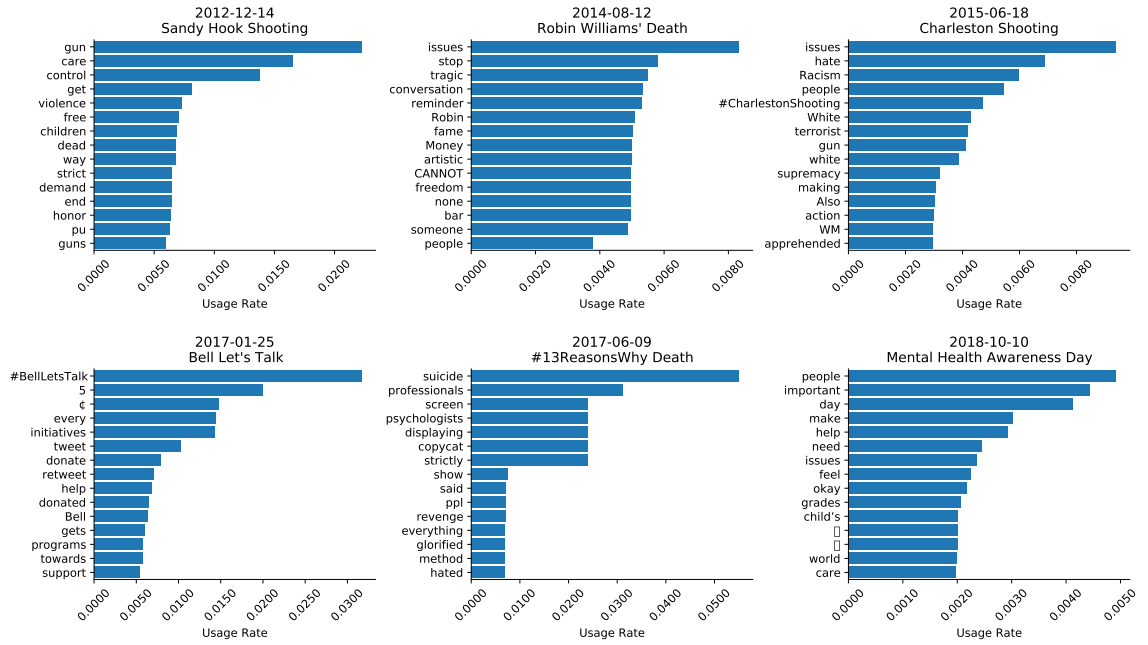 2012-12-14
Sandy Hook Shooting
gun
care
control
get
violence
free
children
dead
way
strict
demand
end
honor
pu
guns
0.0000 0.0050 0.0100 0.0150 0.0200
Usage Rate
2014-08-12
Robin Williams' Death
issues
stop
tragic
conversation
reminder
Robin
fame
Money
artistic
CANNOT
freedom
none
bar
someone
people
0.0000 0.0020 0.0040 0.0060 0.0080
Usage Rate
2015-06-18
Charleston Shooting
issues
hate
Racism
people
#CharlestonShooting
White
terrorist
gun
white
supremacy
making
Also
action
WM
apprehended
0.0000 0.0020 0.0040 0.0060 0.0080
Usage Rate
2017-01-25
Bell Let's Talk
#BellLetsTalk
5
¢
every
initiatives
tweet
donate
retweet
help
donated
Bell
gets
programs
towards
support
0.0000 0.0050 0.0100 0.0150 0.0200 0.0250 0.0300
Usage Rate
2017-06-09
#13ReasonsWhy Death
suicide
professionals
screen
psychologists
displaying
copycat
strictly
show
said
ppl
revenge
everything
glorified
method
hated
0.0000 0.0100 0.0200 0.0300 0.0400 0.0500
Usage Rate
2018-10-10
Mental Health Awareness Day
people
important
day
make
help
need
issues
feel
okay
grades
child’s
world
care
0.0000 0.0010 0.0020 0.0030 0.0040 0.0050
Usage Rate